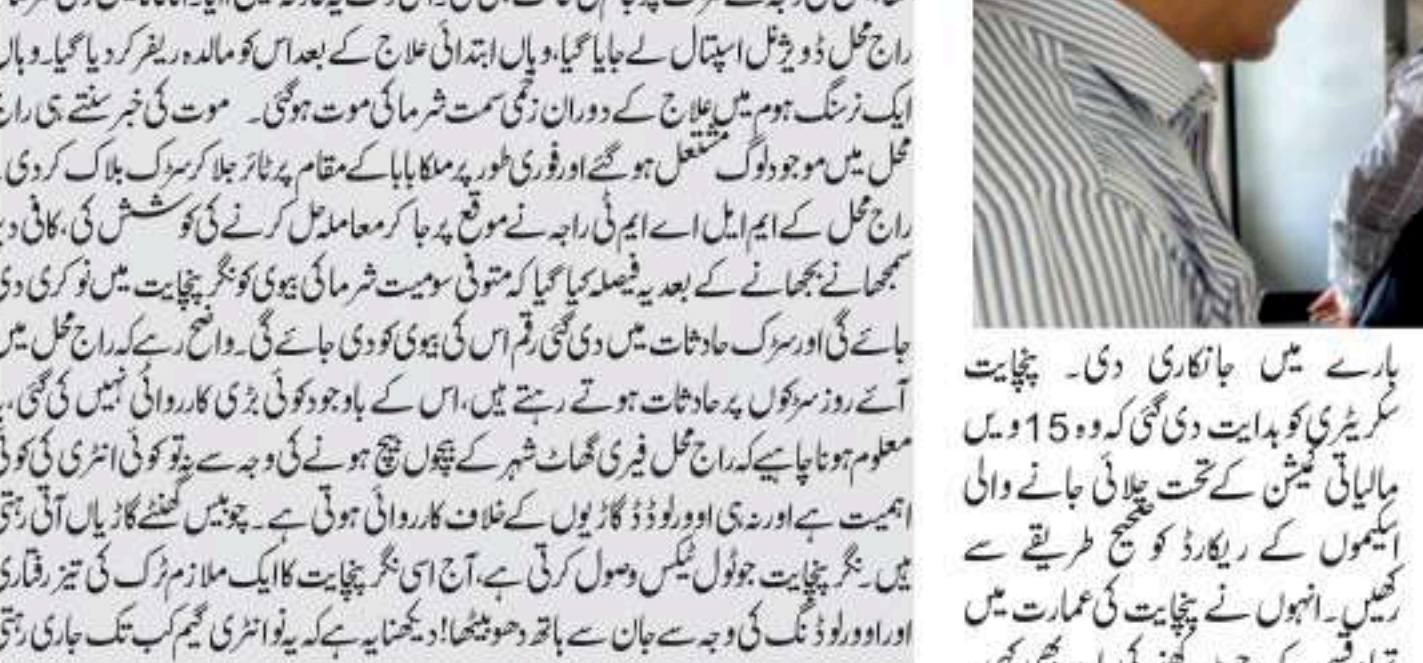 راج محل ڈویژنل اسپتال لے جایا گیا، وہاں ابتدائی علاج کے بعد اس کو مالدہ ریفر کر دیا گیا۔ وہاں
ایک نرسنگ ہوم میں علاج کے دوران زخمی سمت شرما کی موت ہوگئی۔ موت کی خبر سنتے ہی راج
محل میں موجود لوگ مشتعل ہو گئے اور فوری طور پر ملکا بابا کے مقام پر ٹائر جلا کر سڑک بلاک کر دی۔
راج محل کے ایم ایل اے ایم ٹی راجہ نے موقع پر جا کر معاملہ حل کرنے کی کوشش کی، کافی
سمجھانے بجھانے کے بعد یہ فیصلہ کیا گیا کہ متوفی سومیت شرما کی بیوی کو نگر پنچایت میں نوکری دی
جائے گی اور سڑک حادثات میں دی گئی رقم اس کی بیوی کو دی جائے گی۔ واضح رہے کہ راج محل میں
آئے روز سڑکوں پر حادثات ہوتے رہتے ہیں، اس کے باوجود کوئی بڑی کارروائی نہیں کی گئی،
معلوم ہونا چاہیے کہ راج محل فیری گھاٹ شہر کے بیچوں بیچ ہونے کی وجہ سے نہ تو کوئی انٹری کی کوئی
اہمیت ہے اور نہ ہی اوورلوڈڈ گاڑیوں کے خلاف کارروائی ہوتی ہے۔ چوبیس گھنٹے گاڑیاں آتی رہتی
ہیں۔ نگر پنچایت جو ٹول ٹیکس وصول کرتی ہے، آج اسی نگر پنچایت کا ایک ملازم ٹرک کی تیز رفتاری
اور اوورلوڈنگ کی وجہ سے جان سے ہاتھ دھو بیٹھا! دیکھنا یہ ہے کہ یہ نو انٹری گیم کب تک جاری رہتی
بارے میں جانکاری دی۔ پنچایت
سکریٹری کو ہدایت دی گئی کہ وہ 15 ویں
مالیاتی کمیشن کے تحت چلائی جانے والی
اسکیموں کے ریکارڈ کو صحیح طریقے سے
رکھیں۔ انہوں نے پنچایت کی عمارت میں